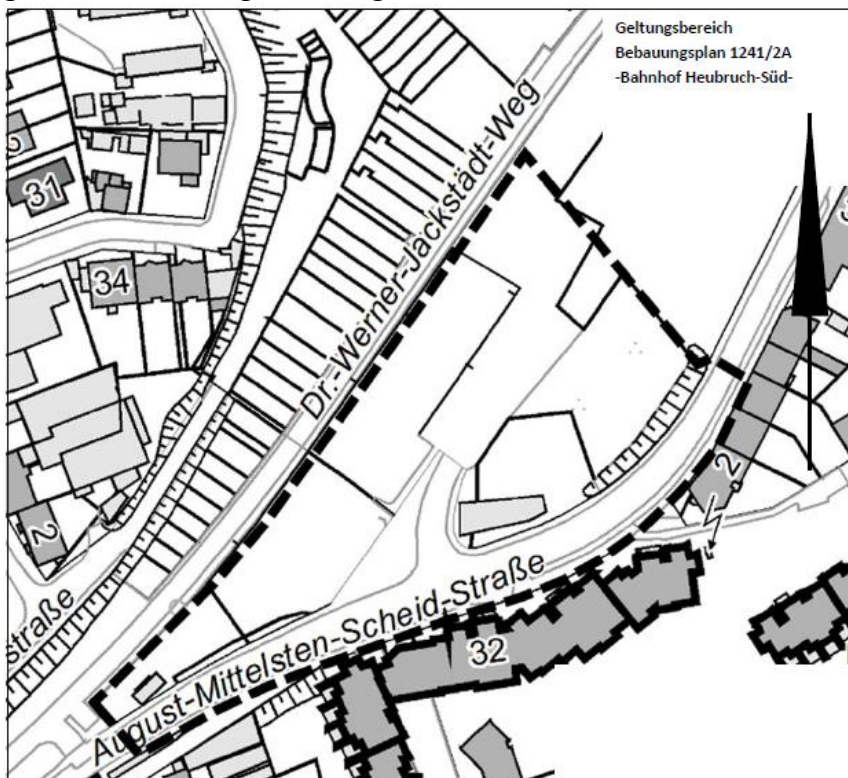 Geltungsbereich
Bebauungsplan 1241/2A
-Bahnhof Heubruch-Süd-
Dr.-Werner-Jackstädt-Weg
31
34
2
2
straße
August-Mittelsten-Scheid-Straße
32